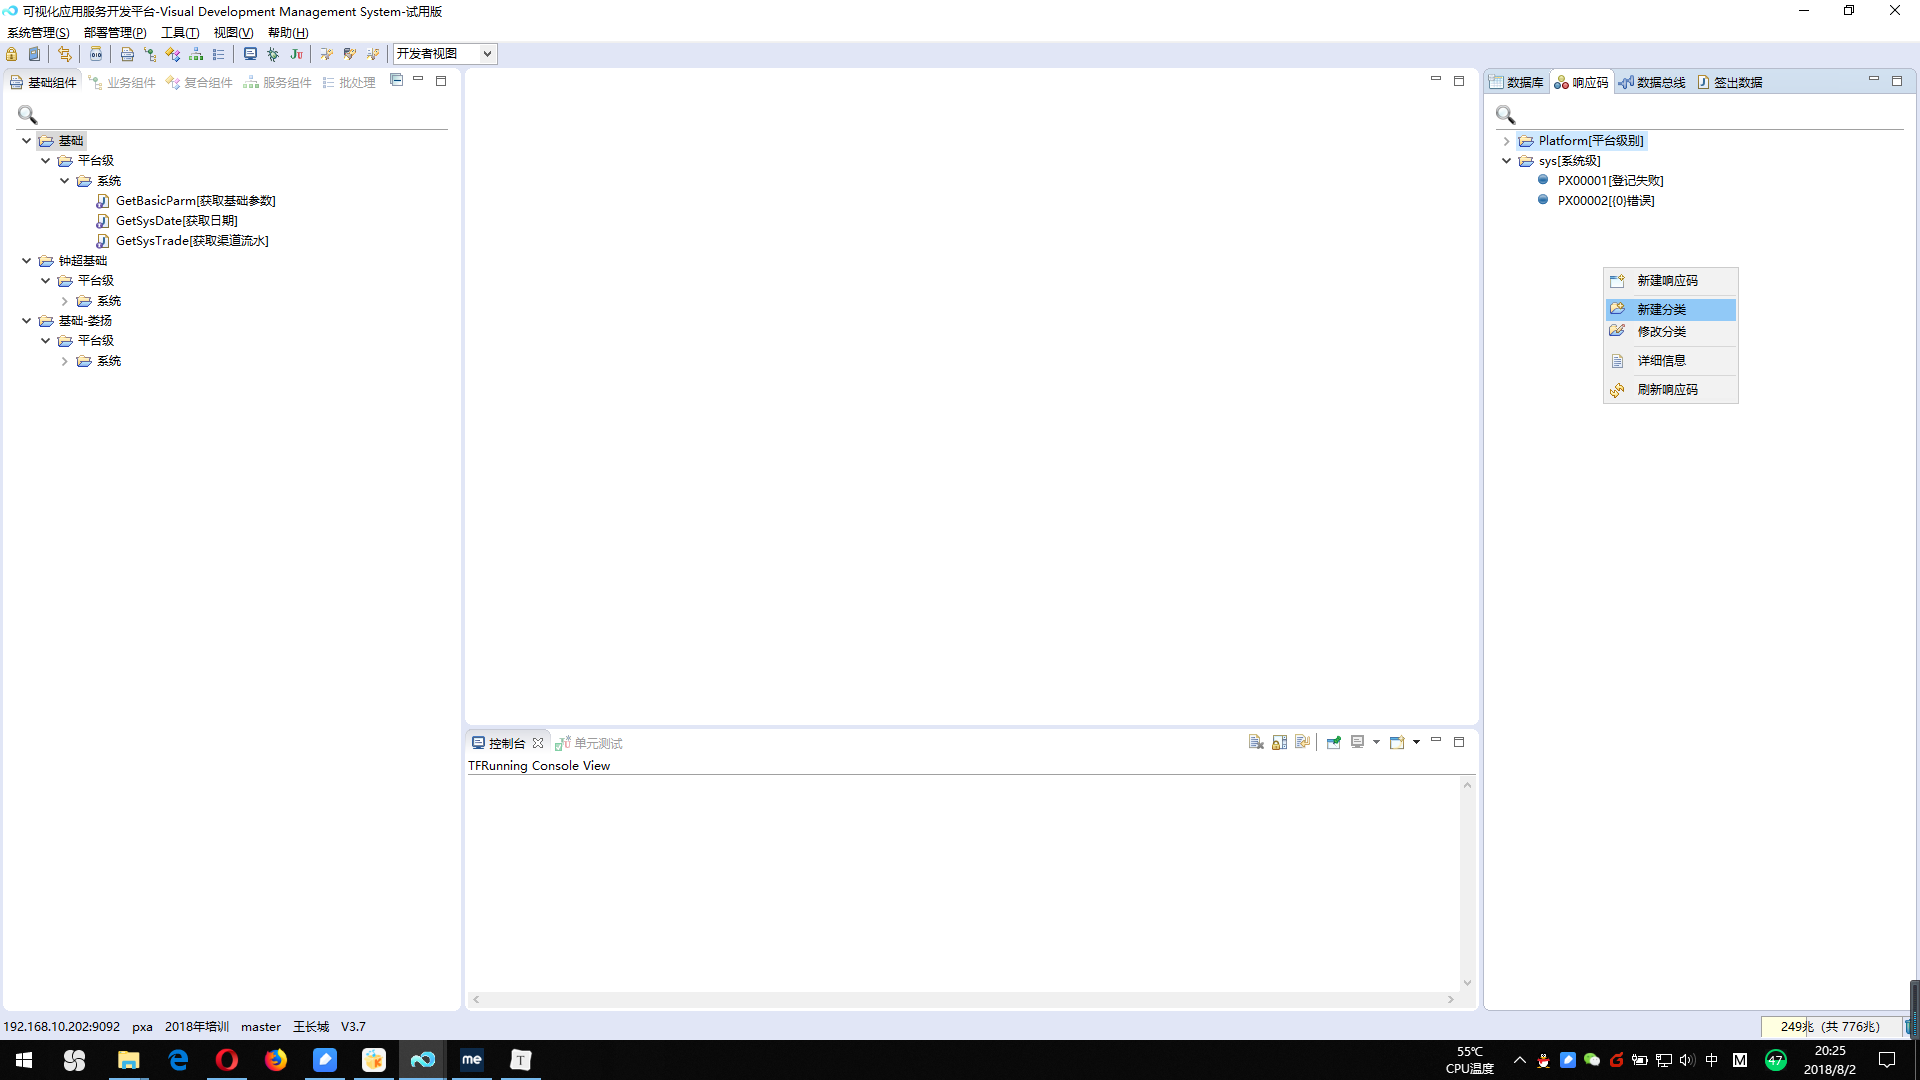 可视化应用服务开发平台-Visual Development Management System-试用版
系统管理(S) 部署管理(P) 工具(T) 视图(V) 帮助(H)
开发者视图
基础组件 业务组件 复合组件 服务组件 批处理
基础
平台级
系统
GetBasicParm[获取基础参数]
GetSysDate[获取日期]
GetSysTrade[获取渠道流水]
钟超基础
平台级
系统
基础-娄扬
平台级
系统
控制台 单元测试
TFRunning Console View
数据库 响应码 数据总线 签出数据
Platform[平台级别]
sys[系统级]
PX00001[登记失败]
PX00002[{0}错误]
新建响应码
新建分类
修改分类
详细信息
刷新响应码
192.168.10.202:9092 pxa 2018年培训 master 王长城 V3.7
249兆 (共 776兆)
me
T
55℃
CPU温度
中
M
47
20:25
2018/8/2